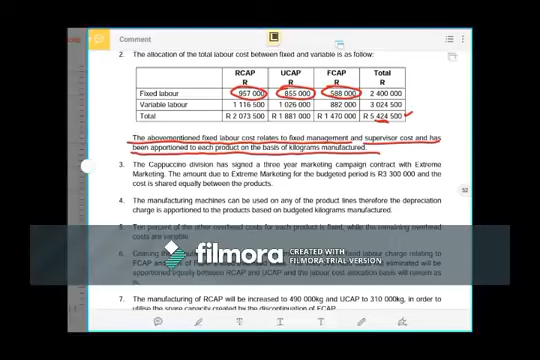 Comment
2. The allocation of the total labour cost between fixed and variable is as follow:
RCAP UCAP FCAP Total
R R R R
Fixed labour 957 000 855 000 588 000 2 400 000
Variable labour 1 116 500 1 026 000 882 000 3 024 500
Total R 2 073 500 R 1 881 000 R 1 470 000 R 5 424 500
The abovementioned fixed labour cost relates to fixed management and supervisor cost and has
been apportioned to each product on the basis of kilograms manufactured.
3. The Cappuccino division has signed a three year marketing campaign contract with Extreme
Marketing. The amount due to Extreme Marketing for the budgeted period is R3 300 000 and the
cost is shared equally between the products.
52
4. The manufacturing machines can be used on any of the product lines therefore the depreciation
charge is apportioned to the products based on budgeted kilograms manufactured.
5. Ten percent of the other overhead costs for each product is fixed, while the remaining overhead
costs are variable
filmora
CREATED WITH
FILMORA TRIAL VERSION
6. labour charge relating to
FCAP and eliminated will be
apportioned equally between RCAP and UCAP and the labour cost allocation basis will remain as
7. The manufacturing of RCAP will be increased to 490 000kg and UCAP to 310 000kg, in order to
utilise the spare capacity created by the discontinuation of FCAP.